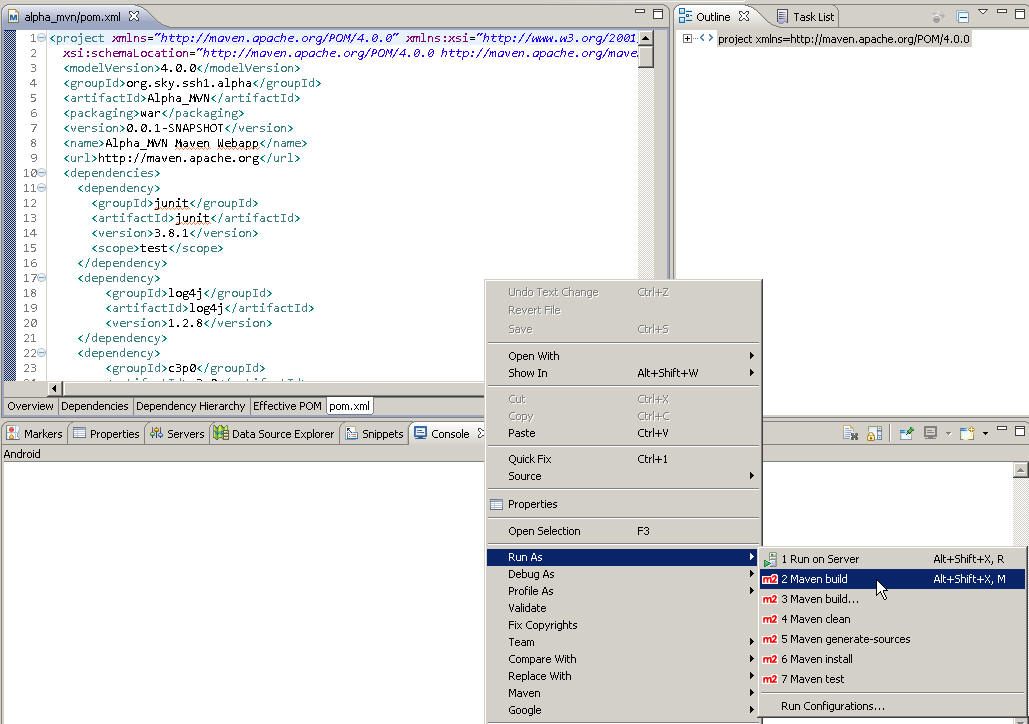 alpha_mvn/pom.xml
1 <project xmlns="http://maven.apache.org/POM/4.0.0" xmlns:xsi="http://www.w3.org/2001
2 xsi:schemaLocation="http://maven.apache.org/POM/4.0.0 http://maven.apache.org/mave
3 <modelVersion>4.0.0</modelVersion>
4 <groupId>org.sky.ssh1.alpha</groupId>
5 <artifactId>Alpha_MVN</artifactId>
6 <packaging>war</packaging>
7 <version>0.0.1-SNAPSHOT</version>
8 <name>Alpha_MVN Maven Webapp</name>
9 <url>http://maven.apache.org</url>
10 <dependencies>
11 <dependency>
12 <groupId>junit</groupId>
13 <artifactId>junit</artifactId>
14 <version>3.8.1</version>
15 <scope>test</scope>
16 </dependency>
17 <dependency>
18 <groupId>log4j</groupId>
19 <artifactId>log4j</artifactId>
20 <version>1.2.8</version>
21 </dependency>
22 <dependency>
23 <groupId>c3p0</groupId>
Overview Dependencies Dependency Hierarchy Effective POM pom.xml
Outline Task List
project xmlns=http://maven.apache.org/POM/4.0.0
Markers Properties Servers Data Source Explorer Snippets Console
Android
Undo Text Change Ctrl+Z
Revert File
Save Ctrl+S
Open With
Show In Alt+Shift+W
Cut Ctrl+X
Copy Ctrl+C
Paste Ctrl+V
Quick Fix Ctrl+1
Source
Properties
Open Selection F3
Run As
Debug As
Profile As
Validate
Fix Copyrights
Team
Compare With
Replace With
Maven
Google
1 Run on Server Alt+Shift+X, R
m2 2 Maven build Alt+Shift+X, M
m2 3 Maven build...
m2 4 Maven clean
m2 5 Maven generate-sources
m2 6 Maven install
m2 7 Maven test
Run Configurations...